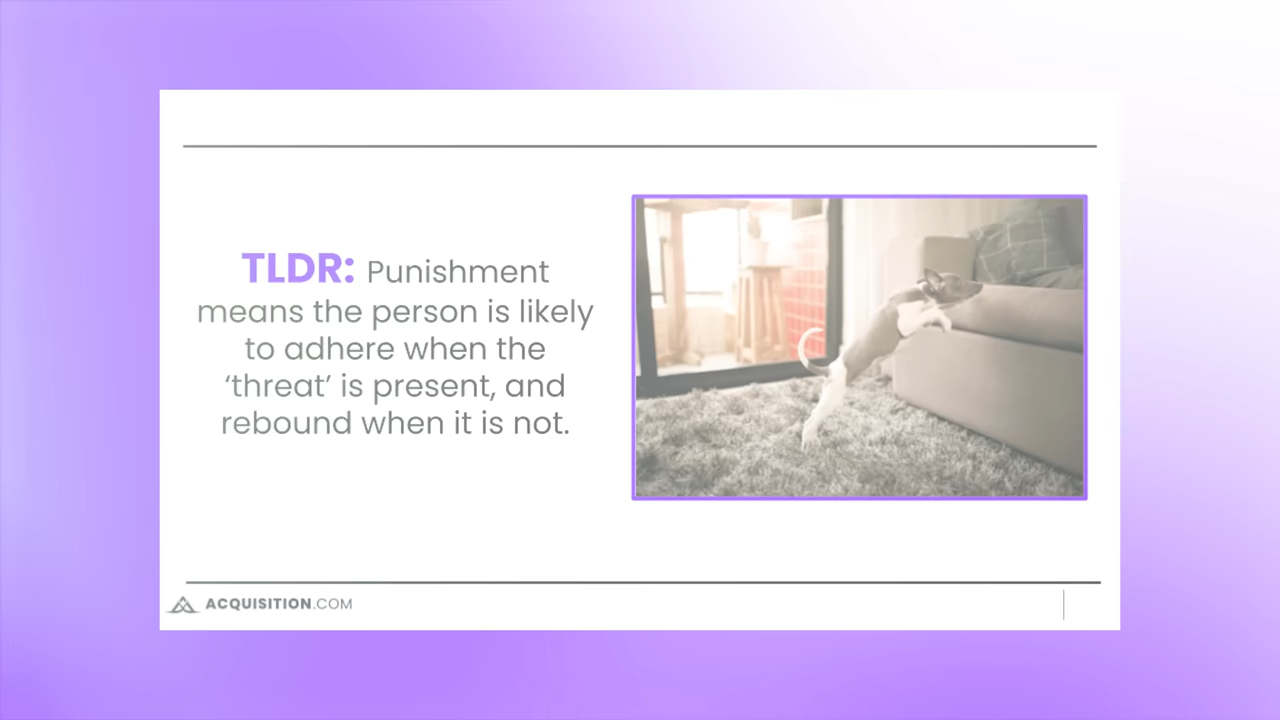 TLDR: Punishment
means the person is likely
to adhere when the
‘threat’ is present, and
rebound when it is not.
ACQUISITION.COM